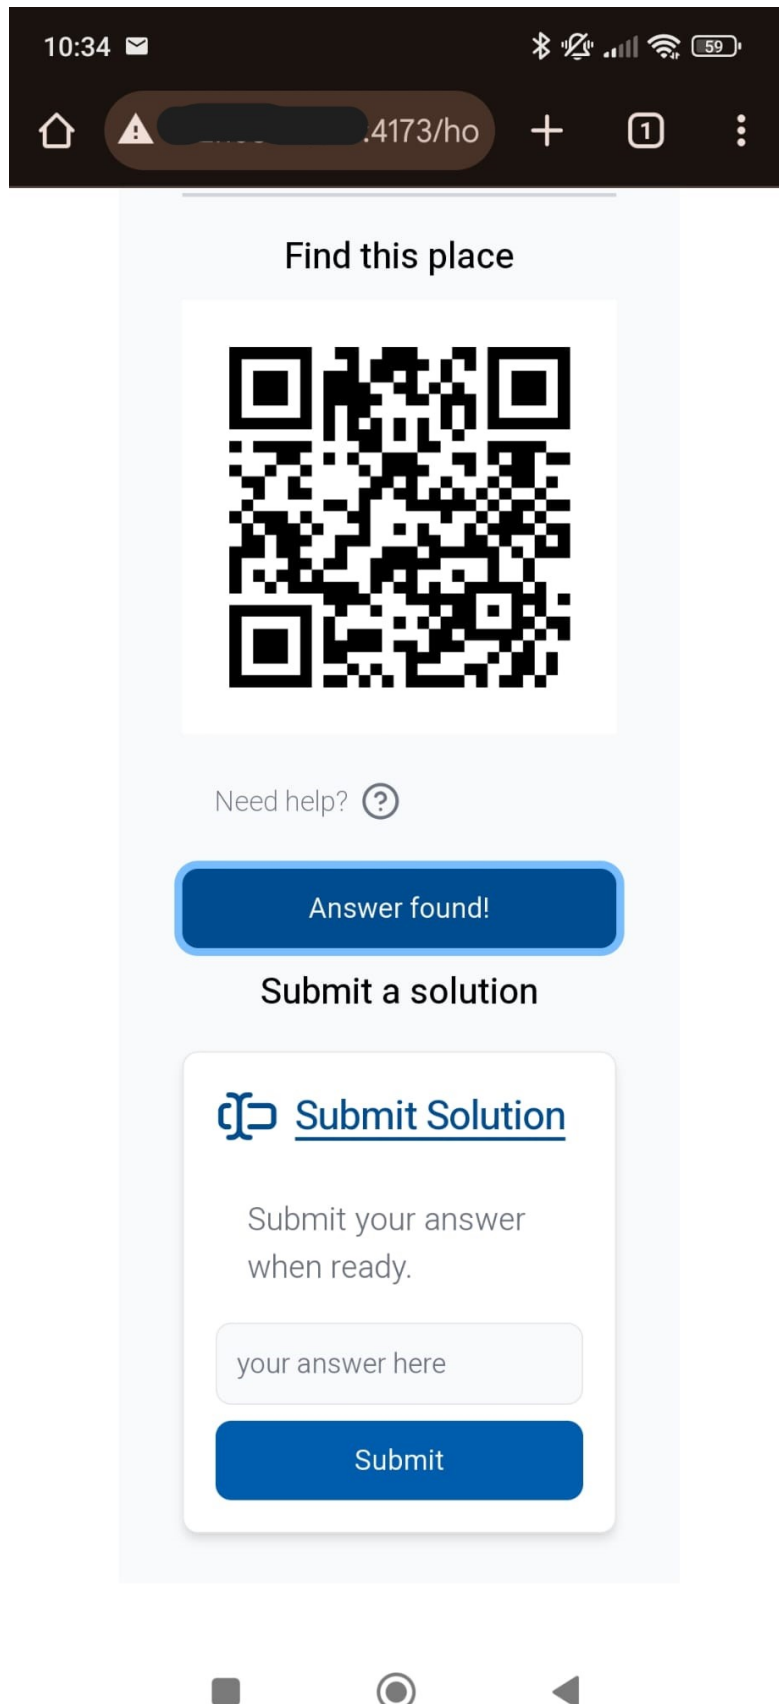 10:34
59
:4173/ho
1
Find this place
Need help?
Answer found!
Submit a solution
Submit Solution
Submit your answer
when ready.
your answer here
Submit